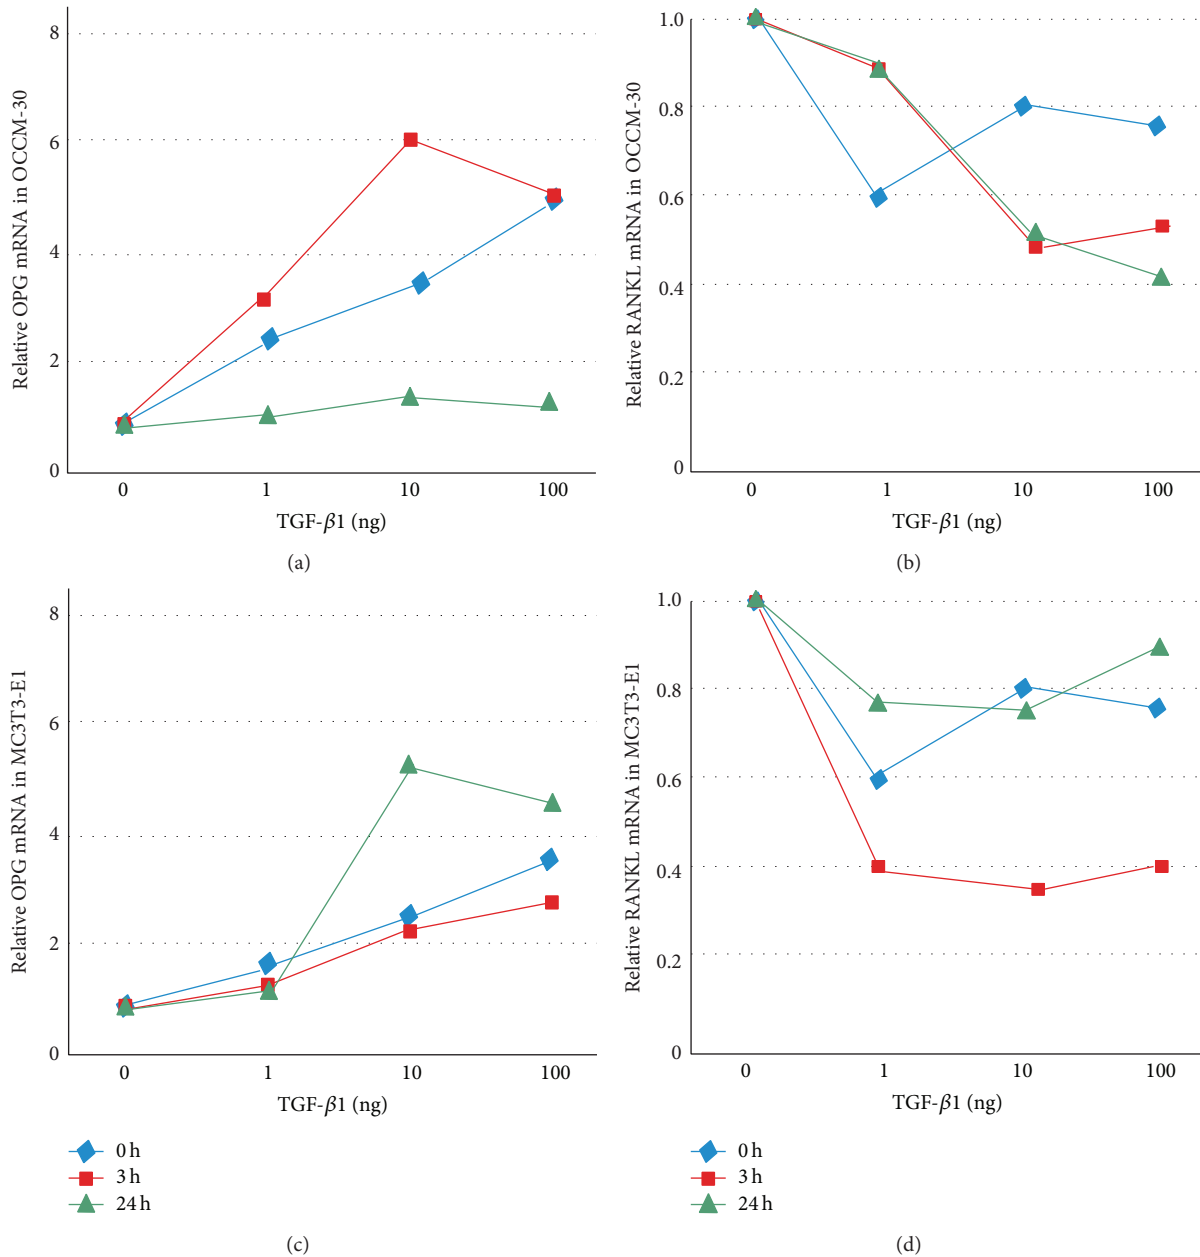 Relative OPG mRNA in OCCM-30
8
6
4
2
0
0 1 10 100
TGF-β1 (ng)
(a)
Relative RANKL mRNA in OCCM-30
1.0
0.8
0.6
0.4
0.2
0
0 1 10 100
TGF-β1 (ng)
(b)
Relative OPG mRNA in MC3T3-E1
8
6
4
2
0
0 1 10 100
TGF-β1 (ng)
0 h
3 h
24 h
(c)
Relative RANKL mRNA in MC3T3-E1
1.0
0.8
0.6
0.4
0.2
0
0 1 10 100
TGF-β1 (ng)
0 h
3 h
24 h
(d)